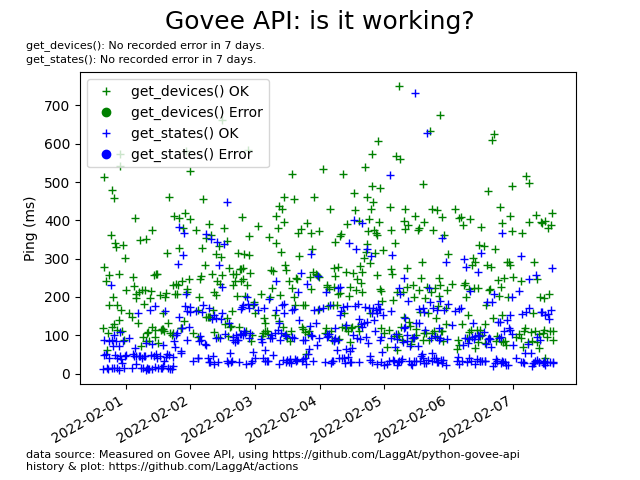 Govee API: is it working?
get_devices(): No recorded error in 7 days.
get_states(): No recorded error in 7 days.
get_devices() OK
get_devices() Error
get_states() OK
get_states() Error
Ping (ms)
700
600
500
400
300
200
100
0
2022-02-01
2022-02-02
2022-02-03
2022-02-04
2022-02-05
2022-02-06
2022-02-07
data source: Measured on Govee API, using https://github.com/LaggAt/python-govee-api
history & plot: https://github.com/LaggAt/actions